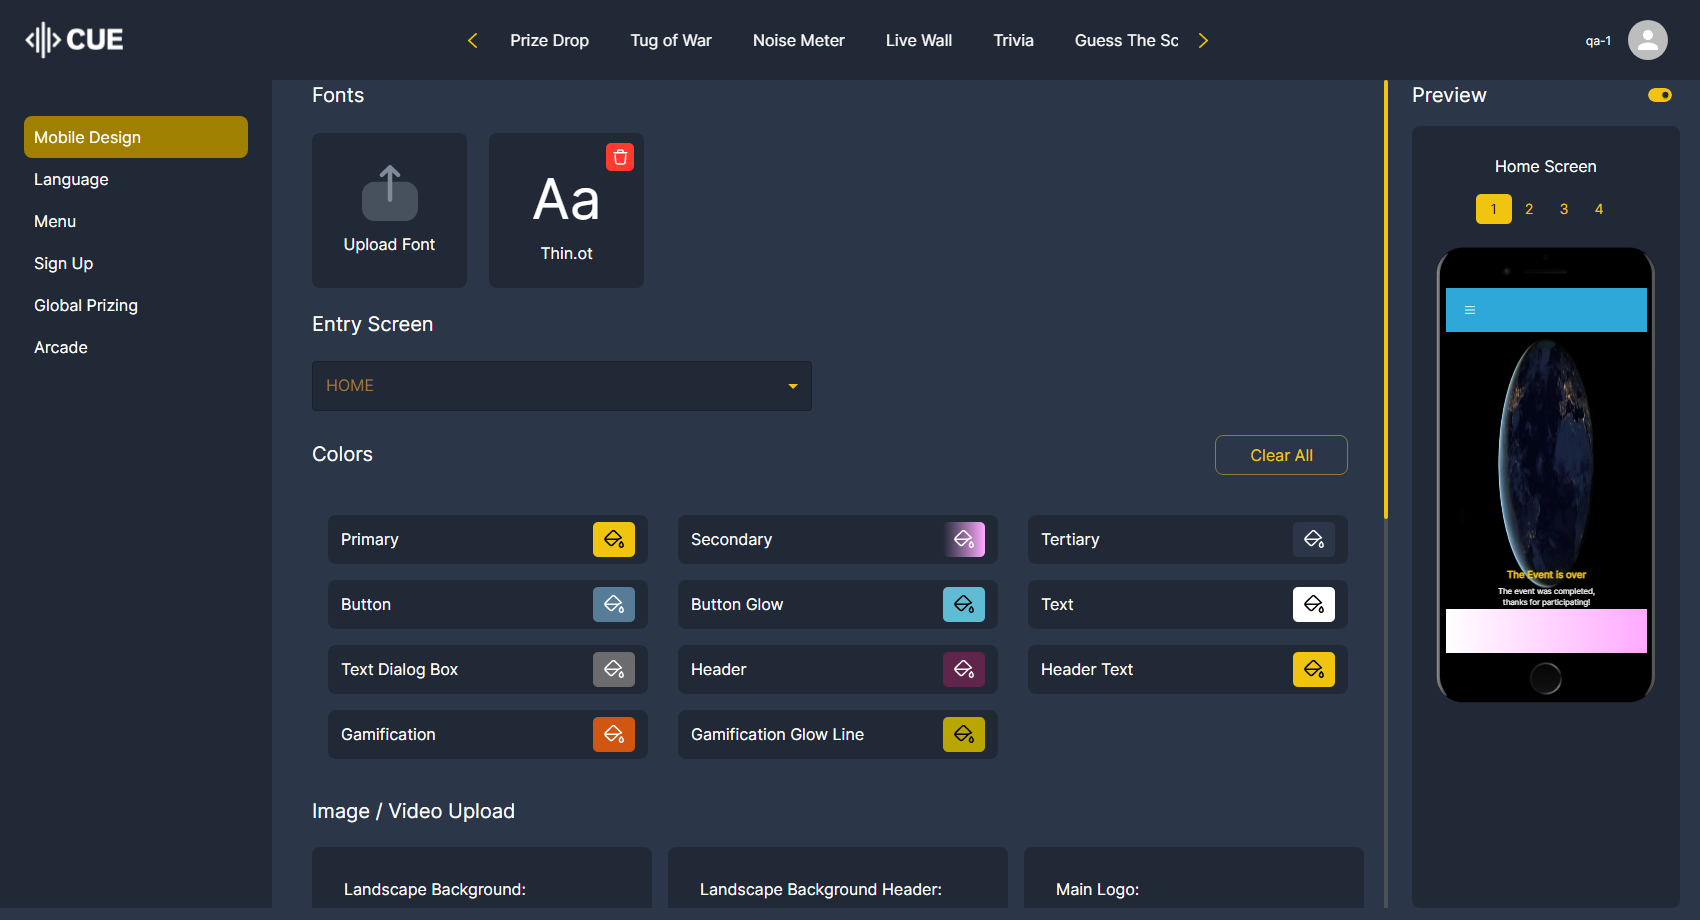 CUE
Prize Drop
Tug of War
Noise Meter
Live Wall
Trivia
Guess The Sc
qa-1
Mobile Design
Language
Menu
Sign Up
Global Prizing
Arcade
Fonts
Upload Font
Aa
Thin.ot
Entry Screen
HOME
Colors
Clear All
Primary
Secondary
Tertiary
Button
Button Glow
Text
Text Dialog Box
Header
Header Text
Gamification
Gamification Glow Line
Image / Video Upload
Landscape Background:
Landscape Background Header:
Main Logo:
Preview
Home Screen
1 2 3 4
The Event is over
The event was completed,
thanks for participating!